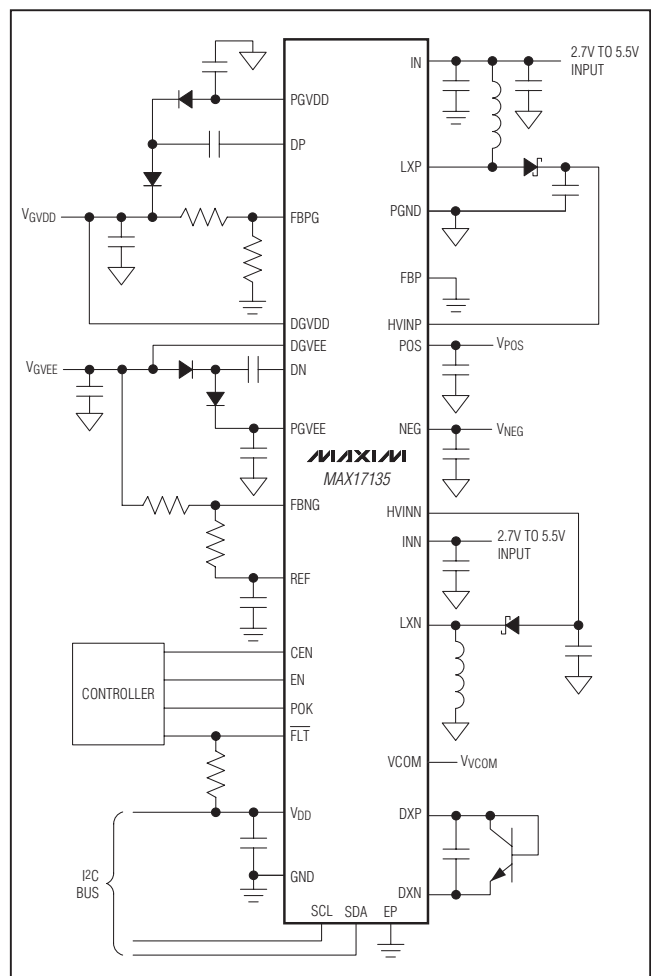 IN
2.7V TO 5.5V
INPUT
PGVDD
DP
LXP
VGVDD
FBPG
PGND
FBP
DGVDD
HVINP
DGVEE
POS
VPOS
VGVEE
DN
PGVEE
NEG
VNEG
MAXIM
MAX17135
HVINN
FBNG
INN
2.7V TO 5.5V
INPUT
REF
LXN
CEN
EN
CONTROLLER
POK
FLT
VCOM
VVCOM
VDD
DXP
I2C
BUS
GND
DXN
SCL
SDA
EP